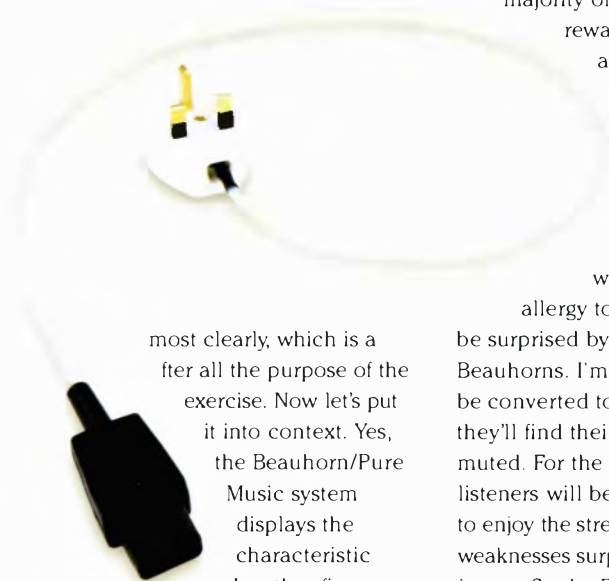 most clearly, which is a
fter all the purpose of the
exercise. Now let's put
it into context. Yes,
the Beauhorn/Pure
Music system
displays the
characteristic
majority of
rewa
a
w
allergy to
be surprised by
Beauhorns. I'm
be converted to
they'll find thei
muted. For the
listeners will be
to enjoy the stre
weaknesses surp